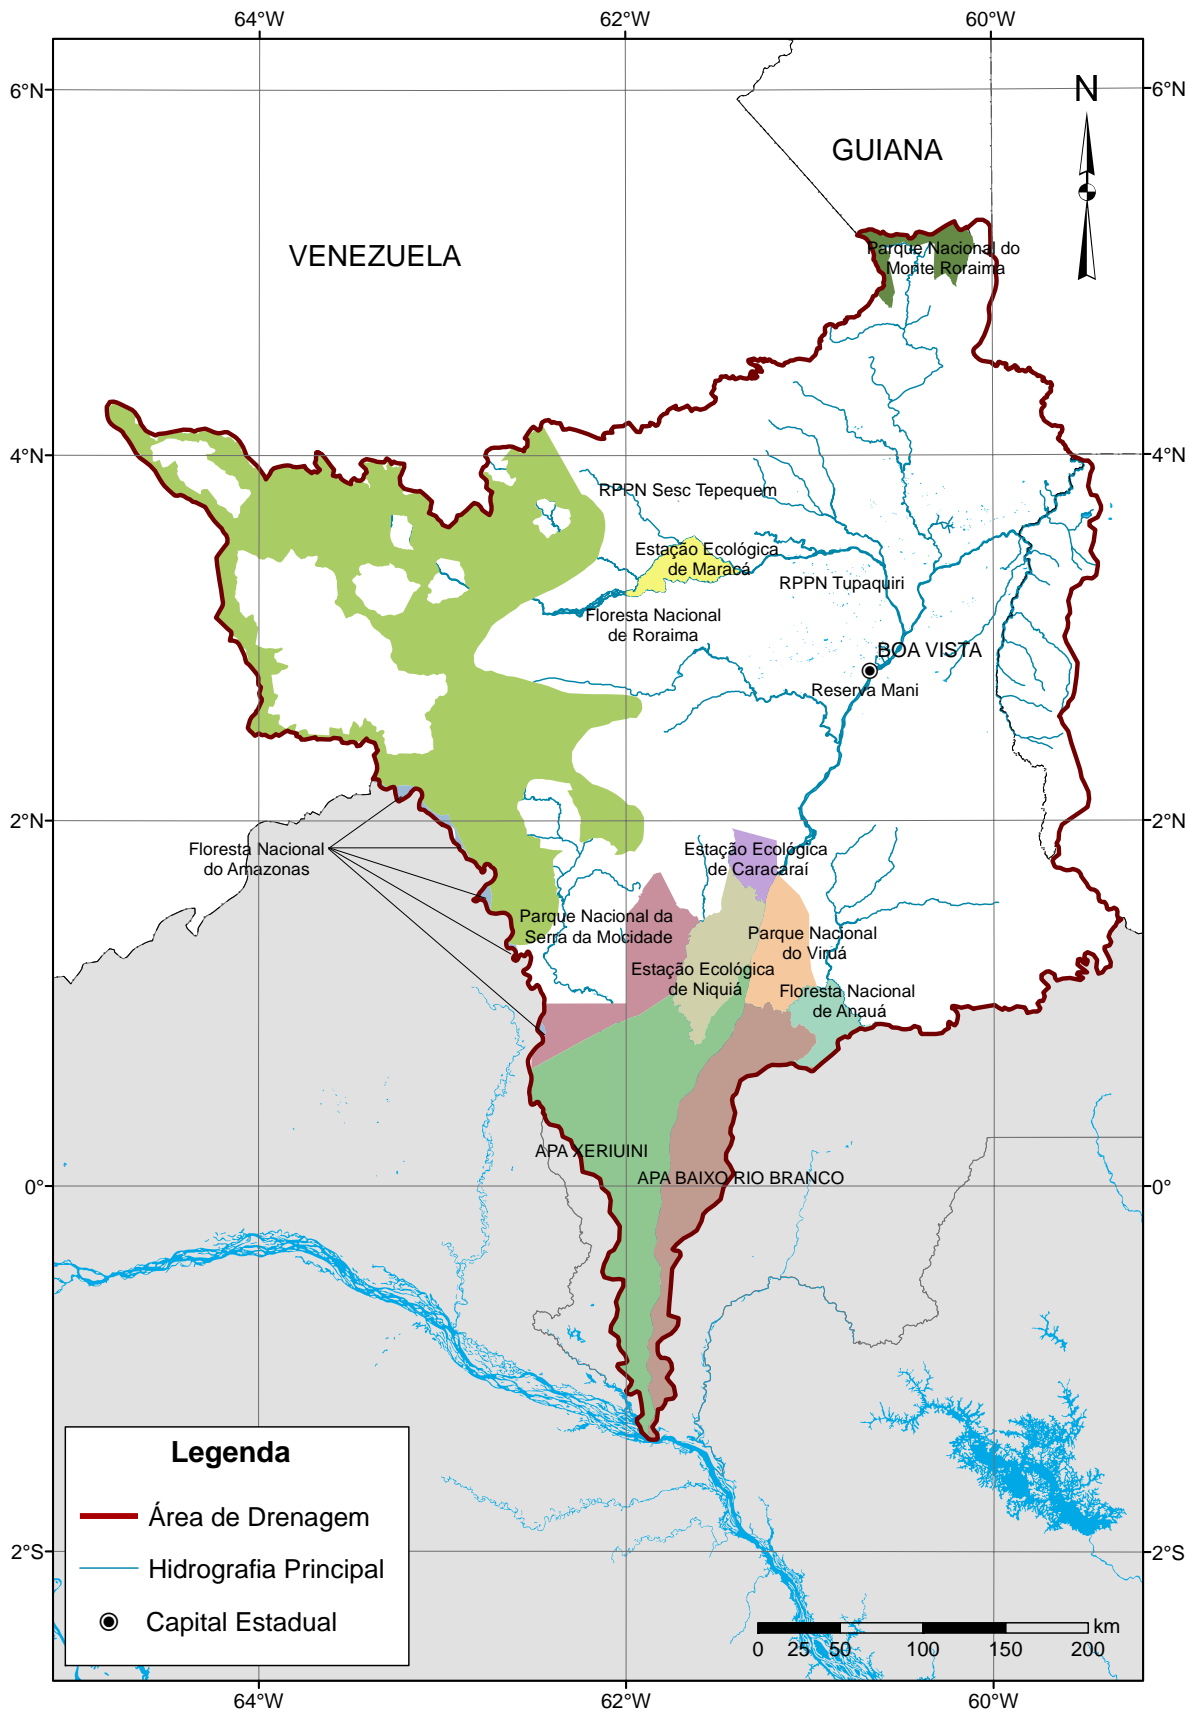 64°W
62°W
60°W
6°N
6°N
N
GUIANA
VENEZUELA
Parque Nacional do
Monte Roraima
4°N
4°N
RPPN Sesc Tepequem
Estação Ecológica
de Maracá
RPPN Tupaquiri
Floresta Nacional
de Roraima
BOA VISTA
Reserva Mani
2°N
2°N
Floresta Nacional
do Amazonas
Estação Ecológica
de Caracaraí
Parque Nacional da
Serra da Mocidade
Parque Nacional
do Viruá
Estação Ecológica
de Niquiá
Floresta Nacional
de Anauá
APA XERIUINI
APA BAIXO RIO BRANCO
0°
0°
Legenda
Área de Drenagem
Hidrografia Principal
Capital Estadual
2°S
2°S
km
0 25 50 100 150 200
64°W
62°W
60°W